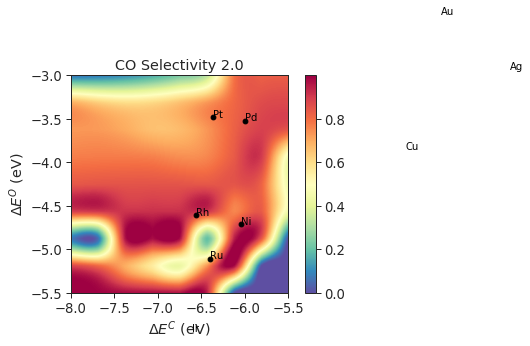 Au
CO Selectivity 2.0
Ag
−3.0
−3.5
−4.0
−4.5
−5.0
−5.5
ΔE^O (eV)
Pt
Pd
Cu
Rh
Ni
Ru
0.8
0.6
0.4
0.2
0.0
−8.0 −7.5 −7.0 −6.5 −6.0 −5.5
ΔE^C (eV)